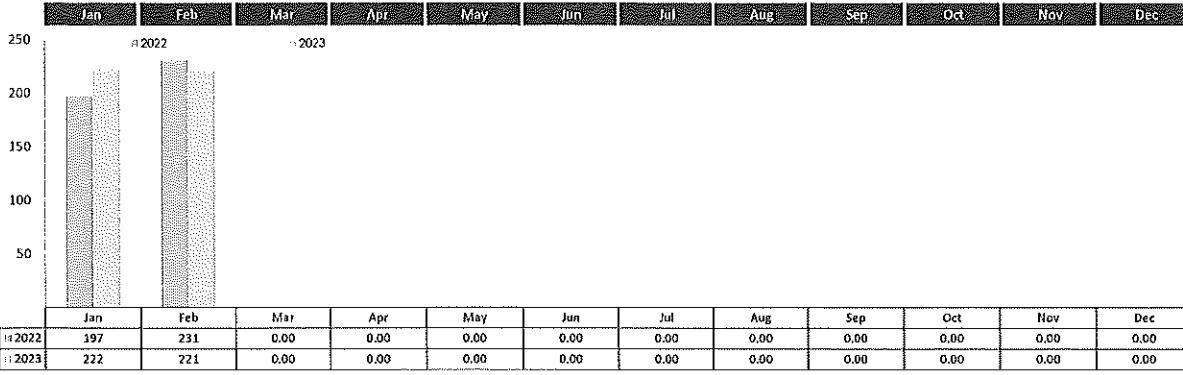 Jan Feb Mar Apr May Jun Jul Aug Sep Oct Nov Dec
250
2022 2023
200
150
100
50
Jan Feb Mar Apr May Jun Jul Aug Sep Oct Nov Dec
2022 197 231 0.00 0.00 0.00 0.00 0.00 0.00 0.00 0.00 0.00 0.00
2023 222 221 0.00 0.00 0.00 0.00 0.00 0.00 0.00 0.00 0.00 0.00